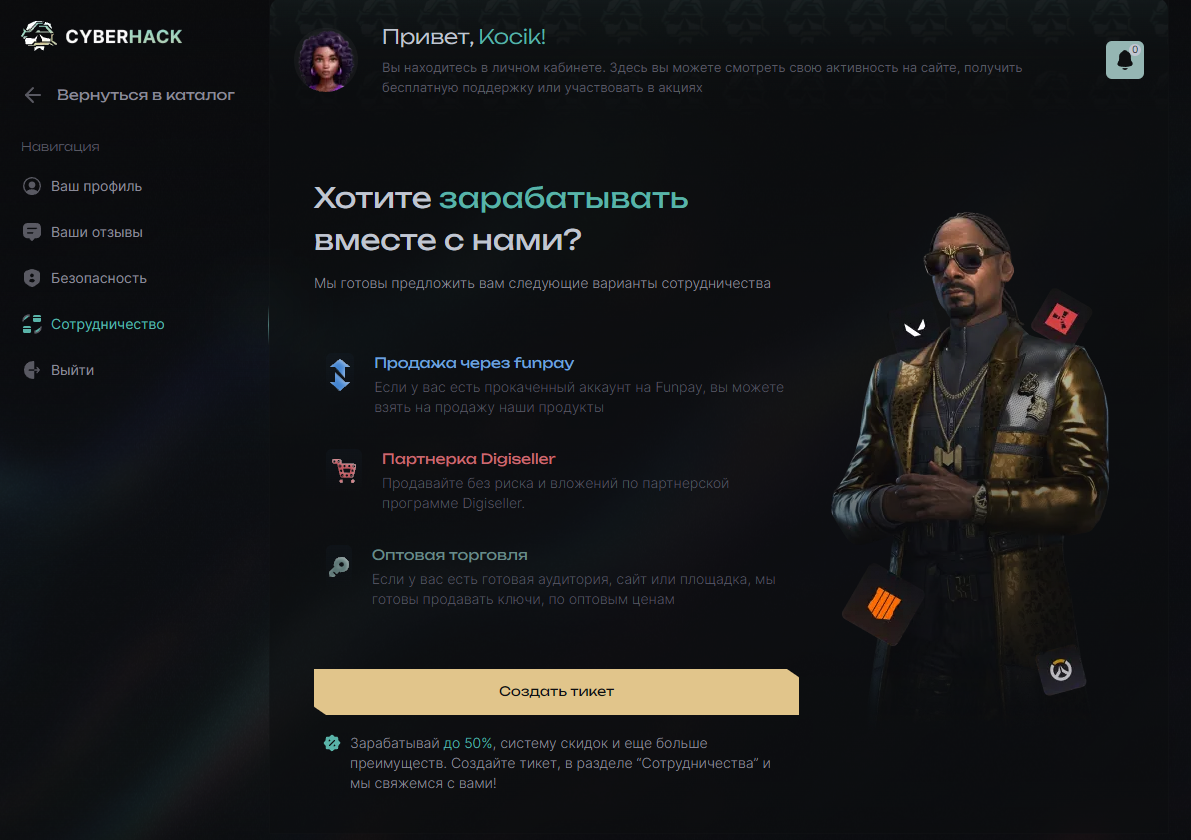 CYBERHACK
Вернуться в каталог
Навигация
Ваш профиль
Ваши отзывы
Безопасность
Сотрудничество
Выйти
Привет, Kocik!
Вы находитесь в личном кабинете. Здесь вы можете смотреть свою активность на сайте, получить
бесплатную поддержку или участвовать в акциях
0
Хотите зарабатывать
вместе с нами?
Мы готовы предложить вам следующие варианты сотрудничества
Продажа через funpay
Если у вас есть прокаченный аккаунт на Funpay, вы можете
взять на продажу наши продукты
Партнерка Digiseller
Продавайте без риска и вложений по партнерской
программе Digiseller.
Оптовая торговля
Если у вас есть готовая аудитория, сайт или площадка, мы
готовы продавать ключи, по оптовым ценам
Создать тикет
Зарабатывай до 50%, систему скидок и еще больше
преимуществ. Создайте тикет, в разделе “Сотрудничества” и
мы свяжемся с вами!